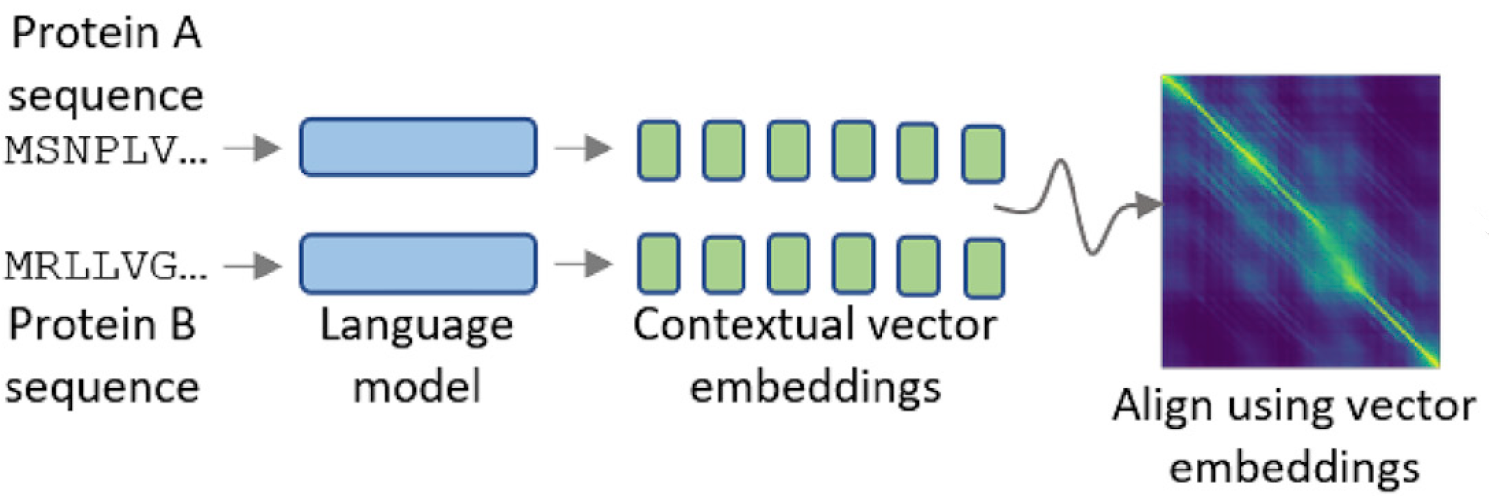 Protein A
sequence
MSNPLV...
MRLLVG...
Protein B
sequence
Language
model
Contextual vector
embeddings
Align using vector
embeddings